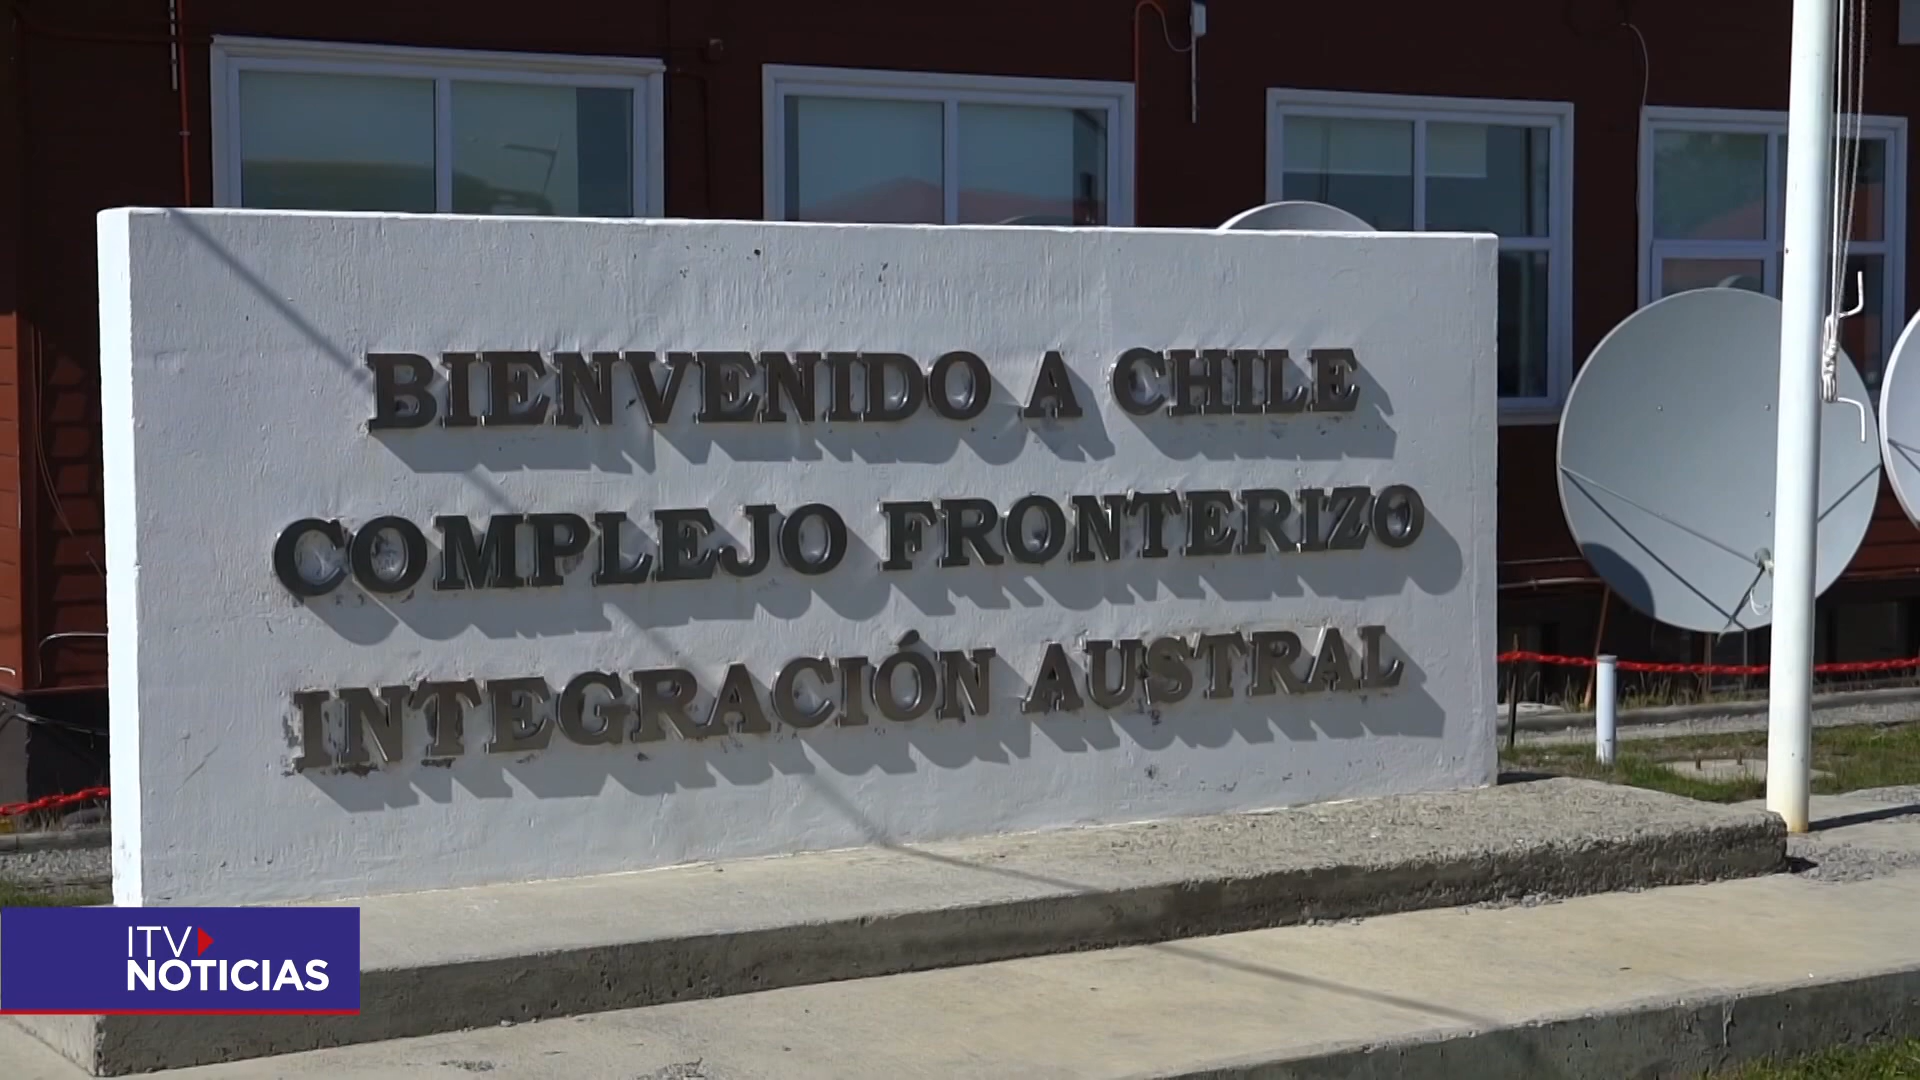 BIENVENIDO A CHILE
COMPLEJO FRONTERIZO
INTEGRACIÓN AUSTRAL
ITV
NOTICIAS